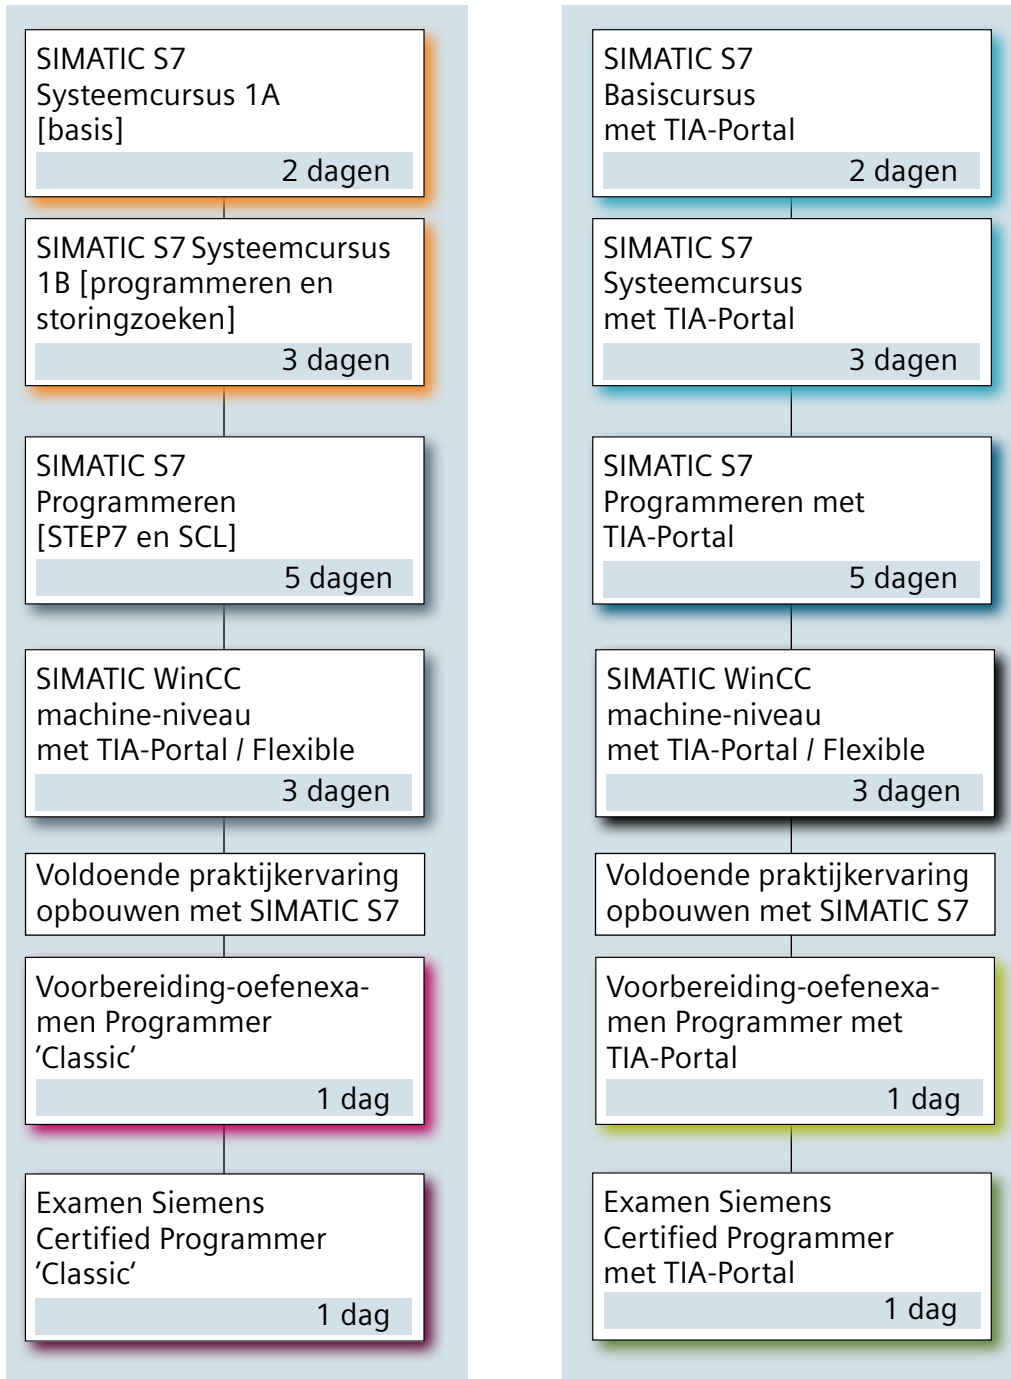 SIMATIC S7
Systeemcursus 1A
[basis]
2 dagen
SIMATIC S7 Systeemcursus
1B [programmeren en
storingzoeken]
3 dagen
SIMATIC S7
Programmeren
[STEP7 en SCL]
5 dagen
SIMATIC WinCC
machine-niveau
met TIA-Portal / Flexible
3 dagen
Voldoende praktijkervaring
opbouwen met SIMATIC S7
Voorbereiding-oefenexa-
men Programmer
’Classic‘
1 dag
Examen Siemens
Certified Programmer
’Classic‘
1 dag
SIMATIC S7
Basiscursus
met TIA-Portal
2 dagen
SIMATIC S7
Systeemcursus
met TIA-Portal
3 dagen
SIMATIC S7
Programmeren met
TIA-Portal
5 dagen
SIMATIC WinCC
machine-niveau
met TIA-Portal / Flexible
3 dagen
Voldoende praktijkervaring
opbouwen met SIMATIC S7
Voorbereiding-oefenexa-
men Programmer met
TIA-Portal
1 dag
Examen Siemens
Certified Programmer
met TIA-Portal
1 dag